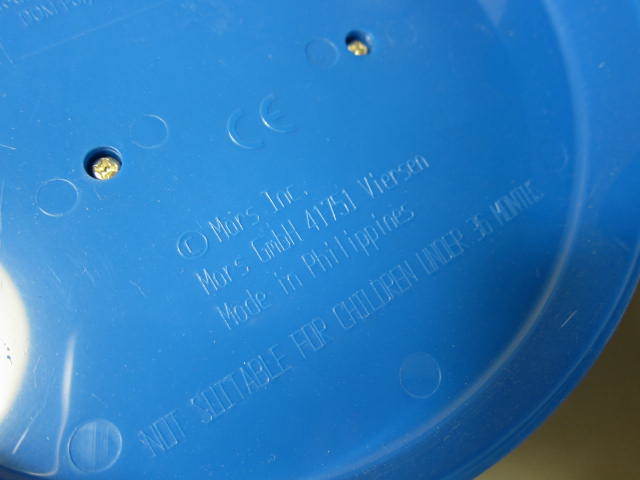 CE
© Mars Inc.
Mars GmbH 41751 Viersen
Made in Philippines
NOT SUITABLE FOR CHILDREN UNDER 36 MONTHS